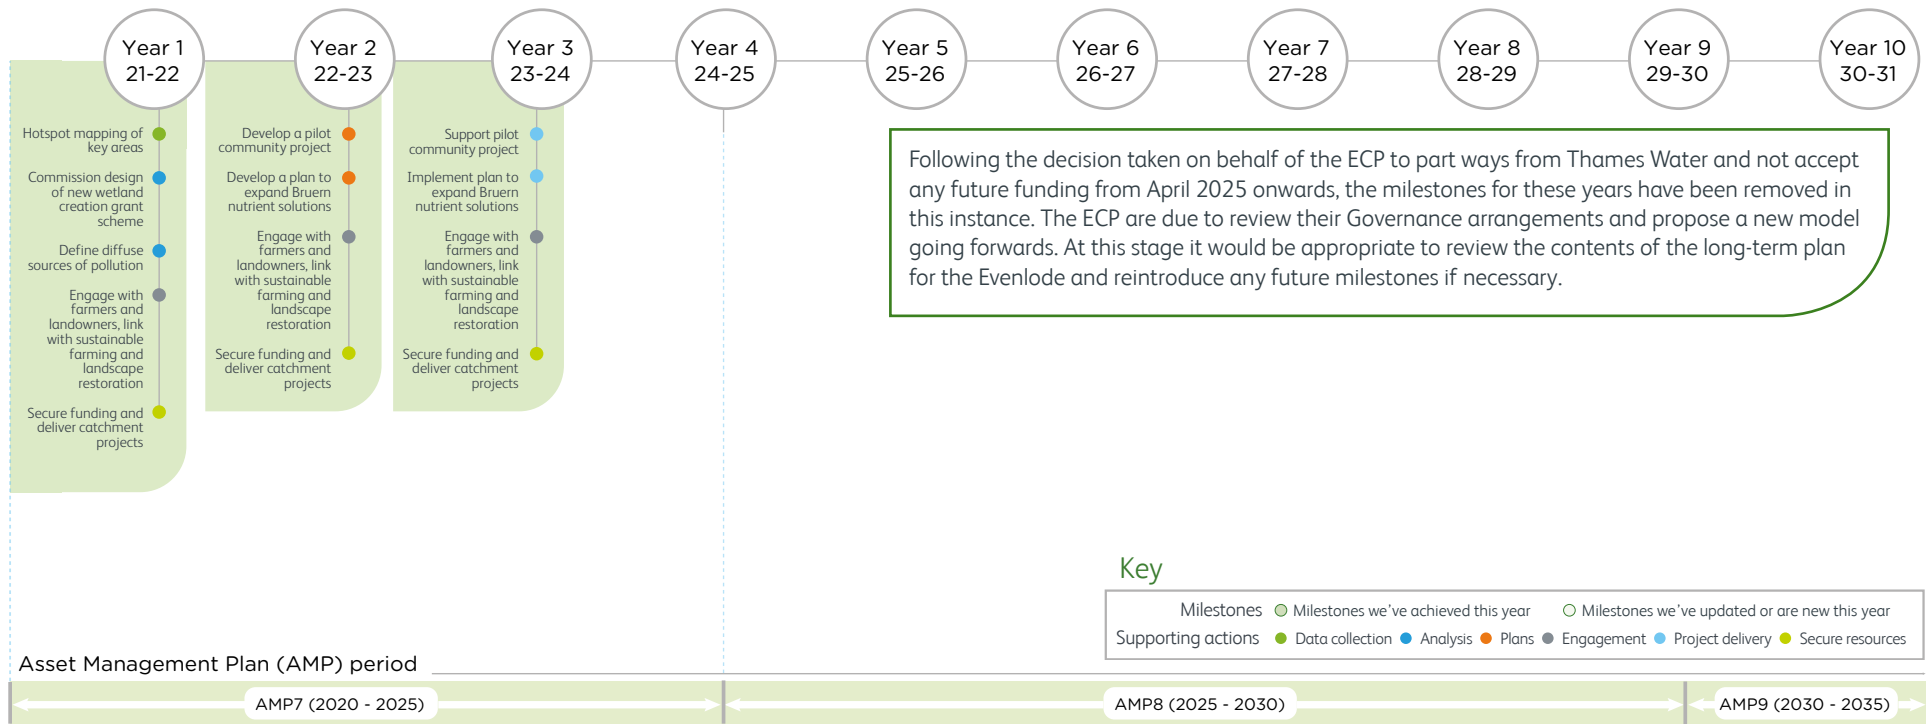 Year 1
21-22
Year 2
22-23
Year 3
23-24
Year 4
24-25
Year 5
25-26
Year 6
26-27
Year 7
27-28
Year 8
28-29
Year 9
29-30
Year 10
30-31
Hotspot mapping of
key areas
Commission design
of new wetland
creation grant
scheme
Define diffuse
sources of pollution
Engage with
farmers and
landowners, link
with sustainable
farming and
landscape
restoration
Secure funding and
deliver catchment
projects
Develop a pilot
community project
Develop a plan to
expand Bruern
nutrient solutions
Engage with
farmers and
landowners, link
with sustainable
farming and
landscape
restoration
Secure funding and
deliver catchment
projects
Support pilot
community project
Implement plan to
expand Bruern
nutrient solutions
Engage with
farmers and
landowners, link
with sustainable
farming and
landscape
restoration
Secure funding and
deliver catchment
projects
Following the decision taken on behalf of the ECP to part ways from Thames Water and not accept
any future funding from April 2025 onwards, the milestones for these years have been removed in
this instance. The ECP are due to review their Governance arrangements and propose a new model
going forwards. At this stage it would be appropriate to review the contents of the long-term plan
for the Evenlode and reintroduce any future milestones if necessary.
Key
Milestones Milestones we've achieved this year Milestones we've updated or are new this year
Supporting actions Data collection Analysis Plans Engagement Project delivery Secure resources
Asset Management Plan (AMP) period
AMP7 (2020 - 2025)
AMP8 (2025 - 2030)
AMP9 (2030 - 2035)